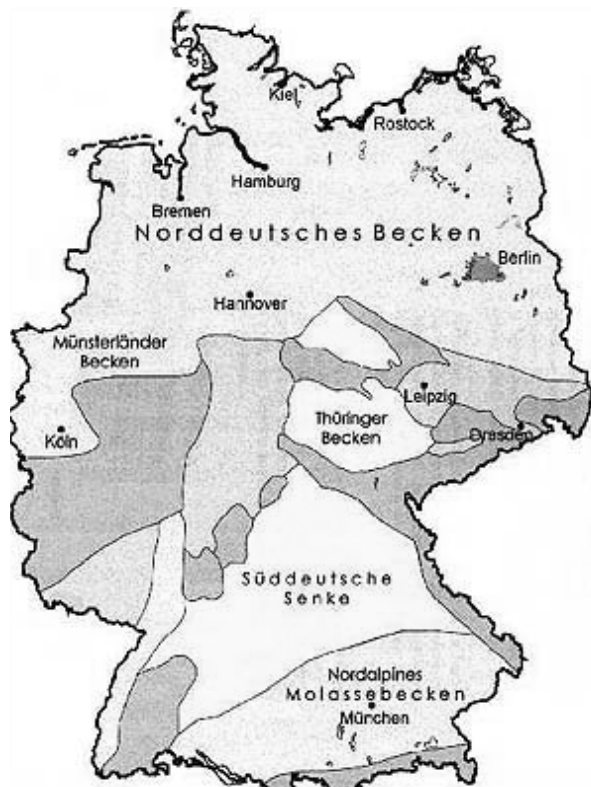 Kiel
Rostock
Hamburg
Bremen
Norddeutsches Becken
Berlin
Hannover
Münsterländer
Becken
Leipzig
Thüringer
Becken
Köln
Dresden
Süddeutsche
Senke
Nordalpines
Molassebecken
München